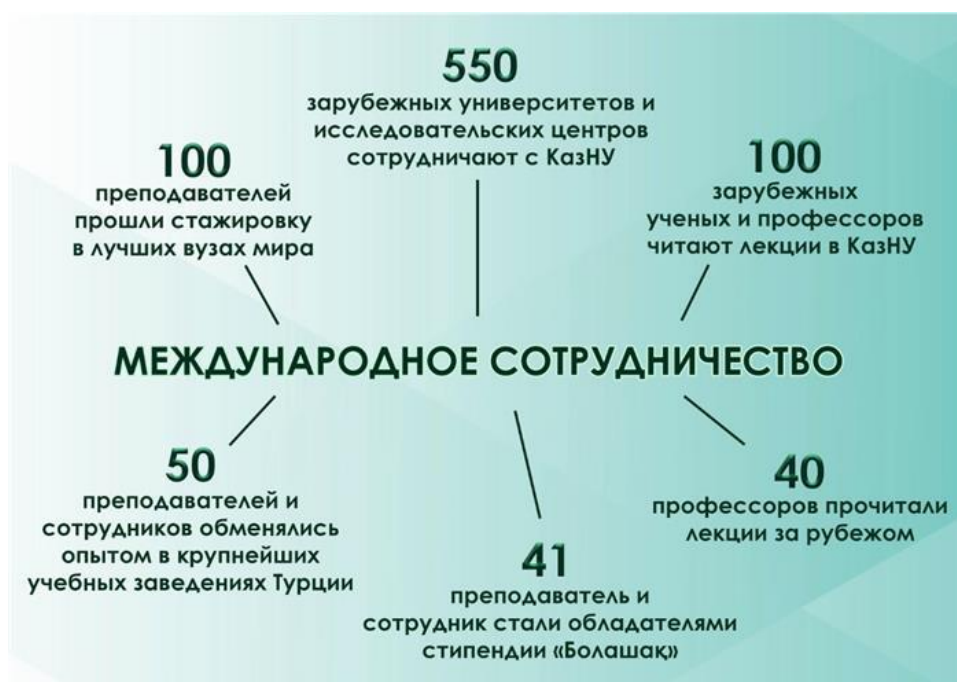 550
зарубежных университетов и
исследовательских центров
сотрудничают с КазНУ
100
преподавателей
прошли стажировку
в лучших вузах мира
100
зарубежных
ученых и профессоров
читают лекции в КазНУ
МЕЖДУНАРОДНОЕ СОТРУДНИЧЕСТВО
50
преподавателей и
сотрудников обменялись
опытом в крупнейших
учебных заведениях Турции
41
преподаватель и
сотрудник стали обладателями
стипендии «Болашақ»
40
профессоров прочитали
лекции за рубежом